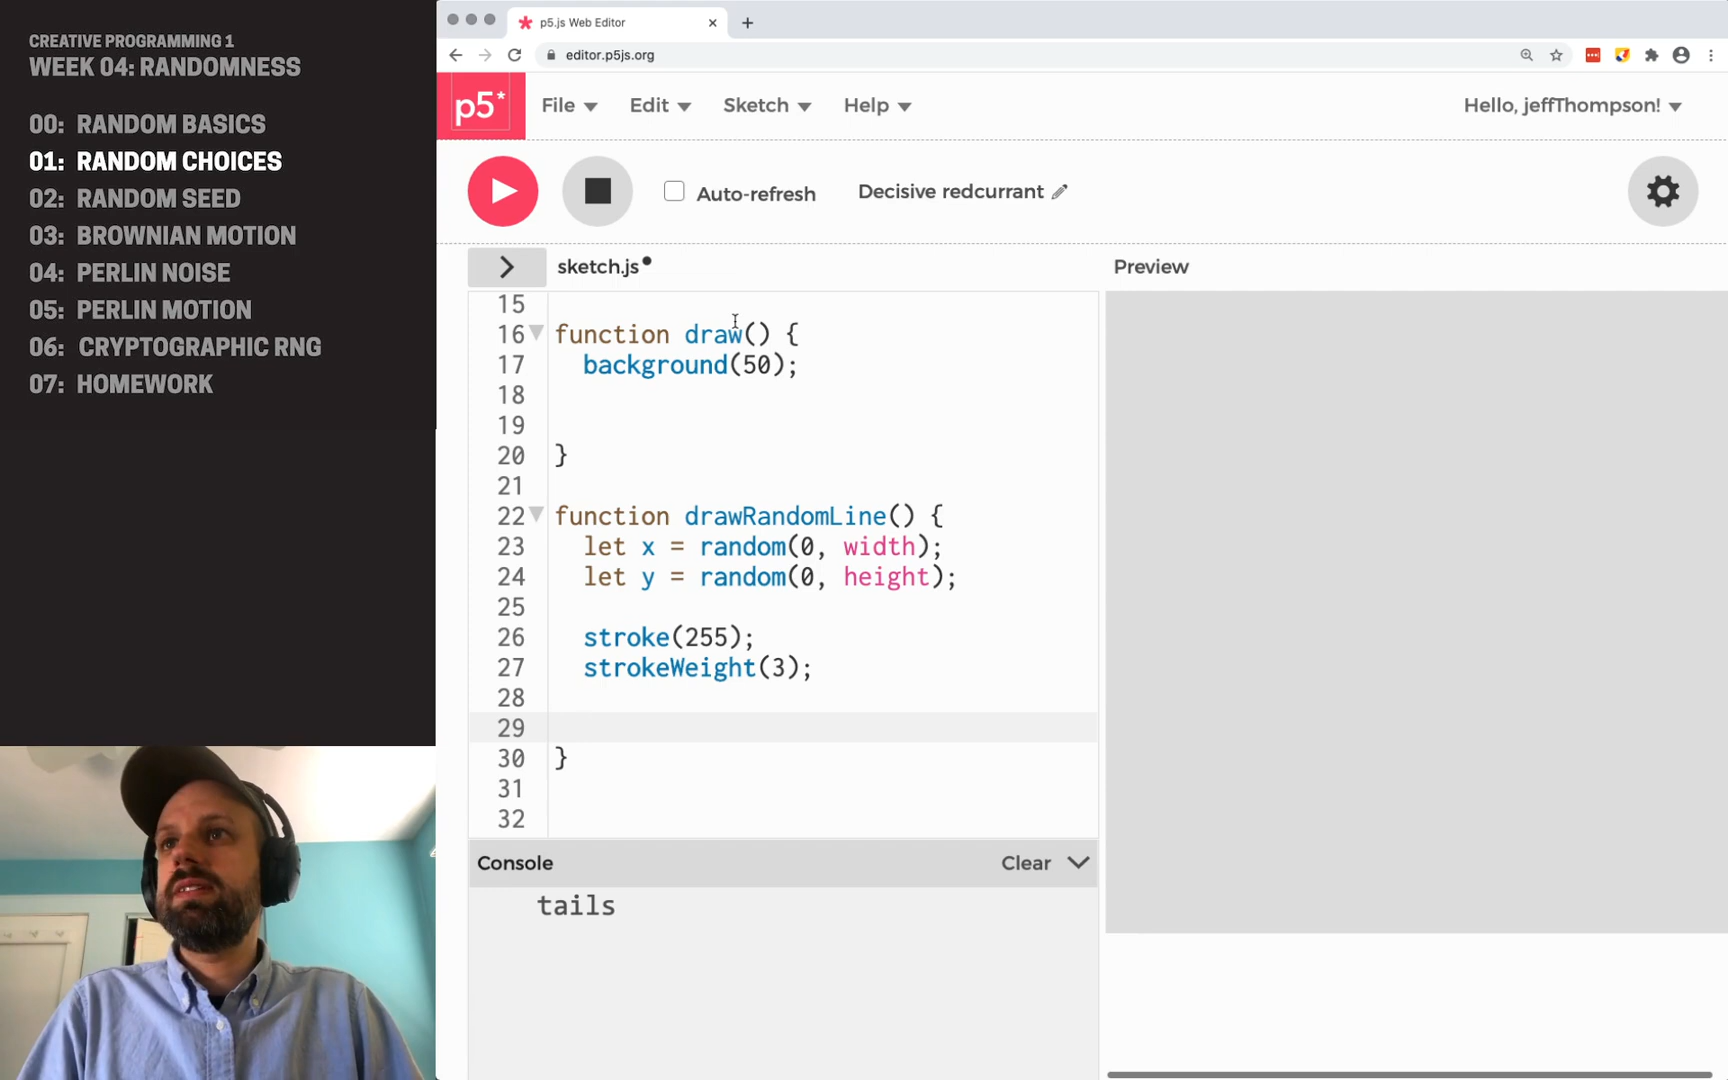 CREATIVE PROGRAMMING 1
WEEK 04: RANDOMNESS
00: RANDOM BASICS
01: RANDOM CHOICES
02: RANDOM SEED
03: BROWNIAN MOTION
04: PERLIN NOISE
05: PERLIN MOTION
06: CRYPTOGRAPHIC RNG
07: HOMEWORK
p5.js Web Editor
editor.p5js.org
p5* File Edit Sketch Help Hello, jeffThompson!
Auto-refresh Decisive redcurrant
sketch.js Preview
15
16 function draw() {
17 background(50);
18
19
20 }
21
22 function drawRandomLine() {
23 let x = random(0, width);
24 let y = random(0, height);
25
26 stroke(255);
27 strokeWeight(3);
28
29
30 }
31
32
Console Clear
tails